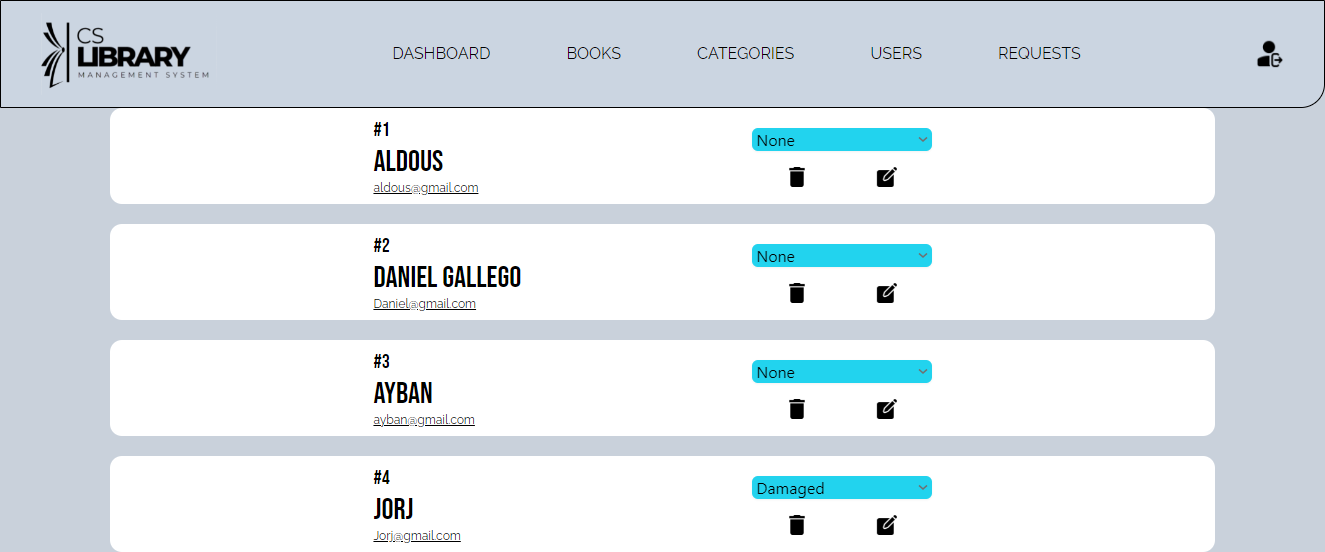 CS
LIBRARY
MANAGEMENT SYSTEM
DASHBOARD
BOOKS
CATEGORIES
USERS
REQUESTS
#1
ALDOUS
aldous@gmail.com
None
#2
DANIEL GALLEGO
Daniel@gmail.com
None
#3
AYBAN
ayban@gmail.com
None
#4
JORJ
Jorj@gmail.com
Damaged